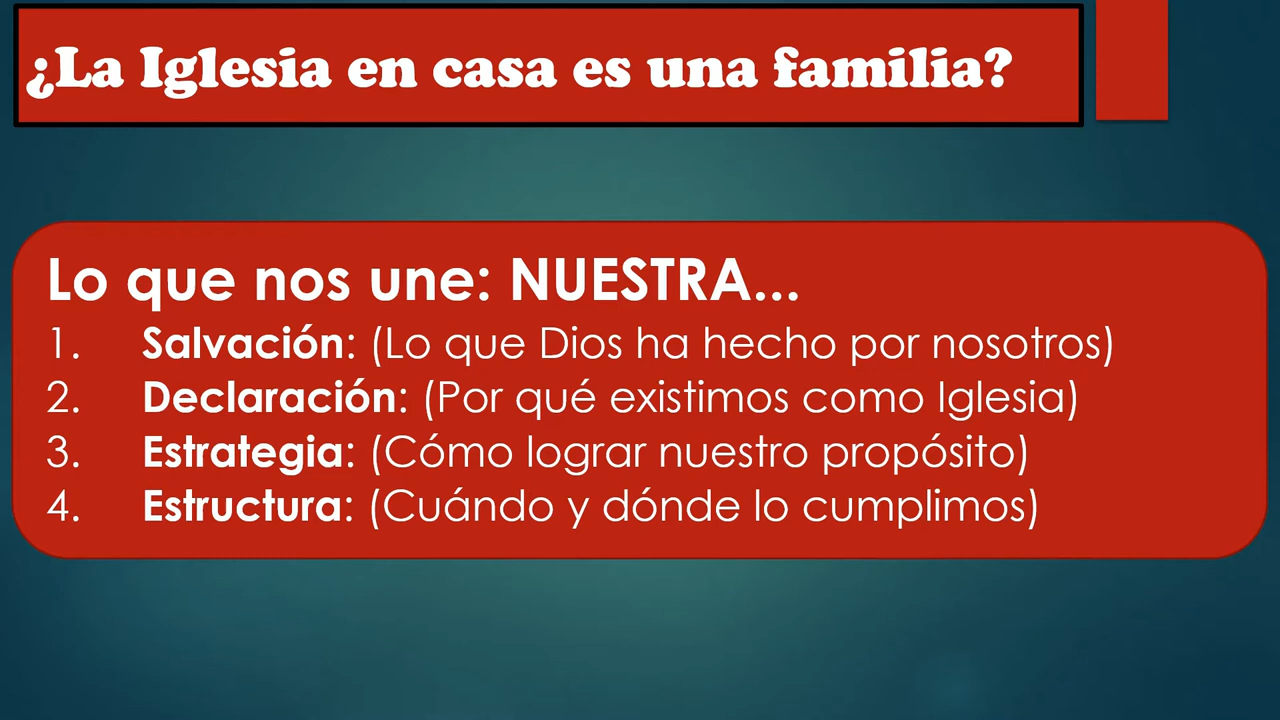 ¿La Iglesia en casa es una familia?
Lo que nos une: NUESTRA...
1. Salvación: (Lo que Dios ha hecho por nosotros)
2. Declaración: (Por qué existimos como Iglesia)
3. Estrategia: (Cómo lograr nuestro propósito)
4. Estructura: (Cuándo y dónde lo cumplimos)